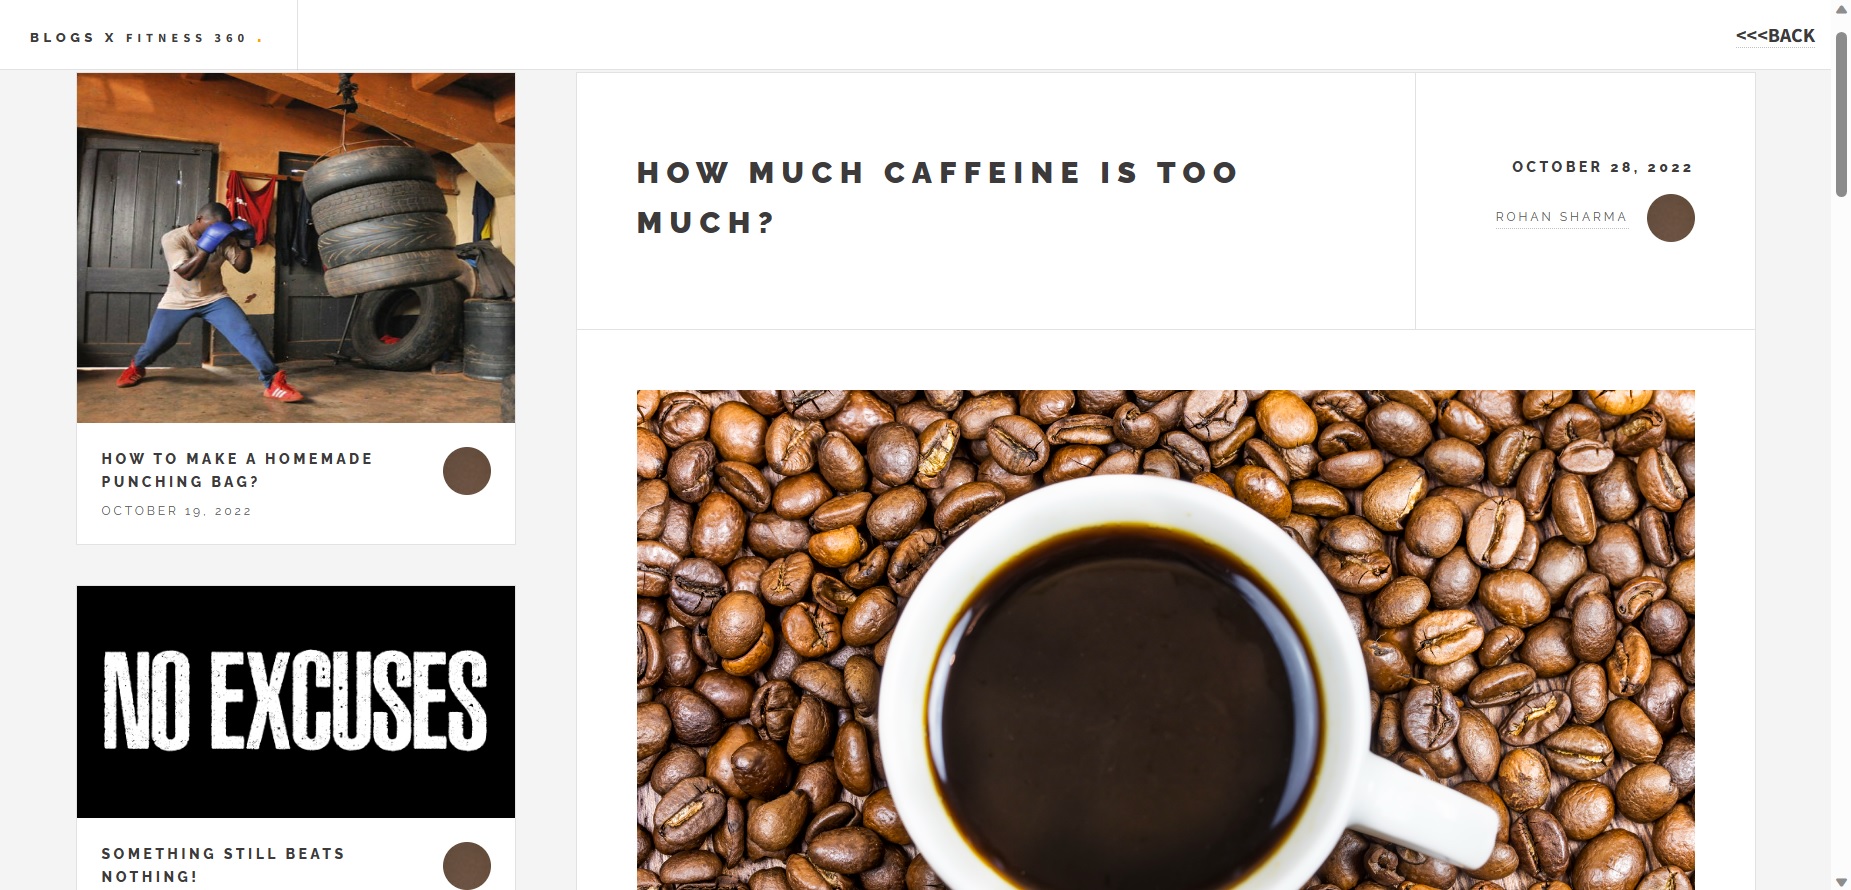 BLOGS X FITNESS 360 .
<<<BACK
HOW TO MAKE A HOMEMADE
PUNCHING BAG?
OCTOBER 19, 2022
NO EXCUSES
SOMETHING STILL BEATS
NOTHING!
HOW MUCH CAFFEINE IS TOO
MUCH?
OCTOBER 28, 2022
ROHAN SHARMA